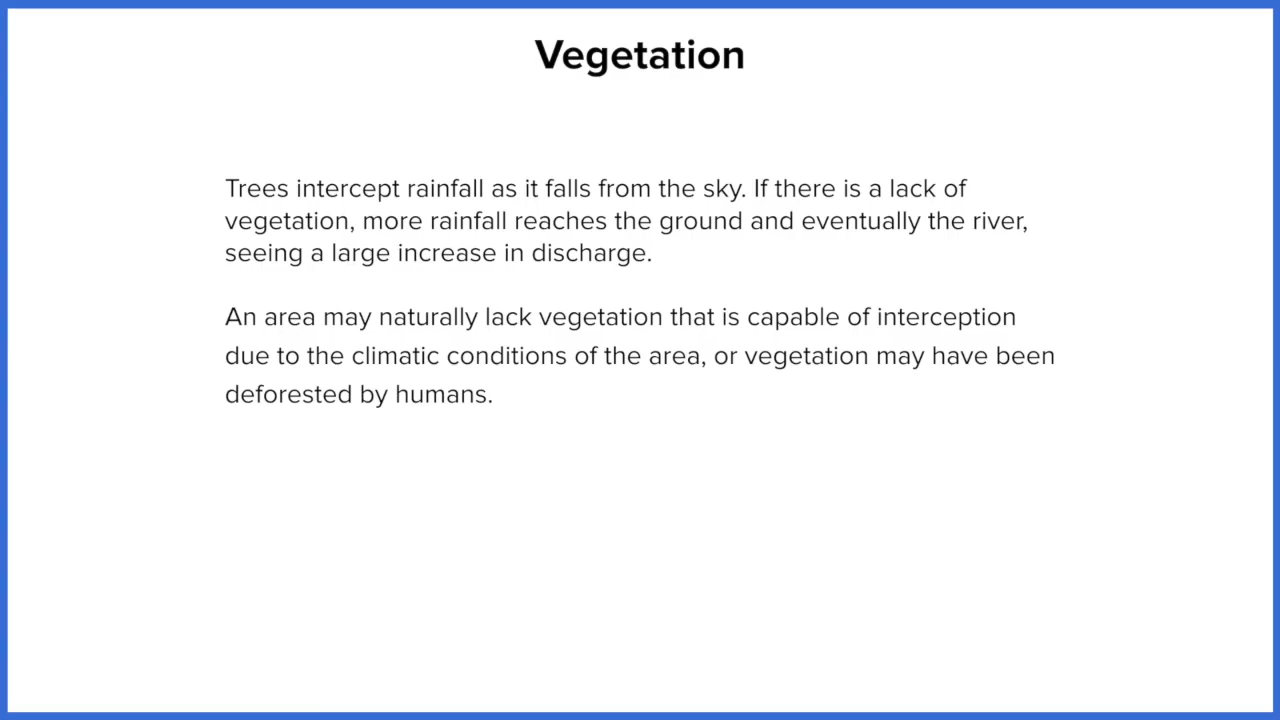 Vegetation
Trees intercept rainfall as it falls from the sky. If there is a lack of
vegetation, more rainfall reaches the ground and eventually the river,
seeing a large increase in discharge.
An area may naturally lack vegetation that is capable of interception
due to the climatic conditions of the area, or vegetation may have been
deforested by humans.